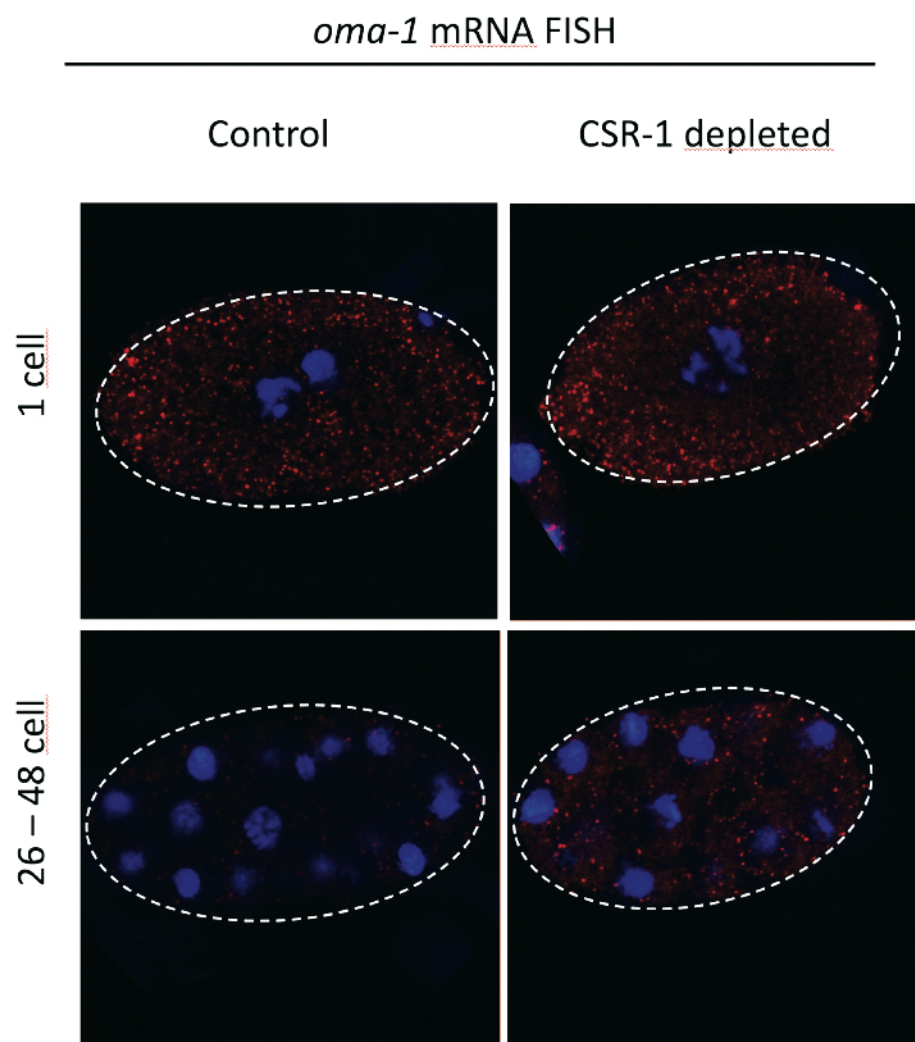 oma-1 mRNA FISH
Control
CSR-1 depleted
1 cell
26 – 48 cell